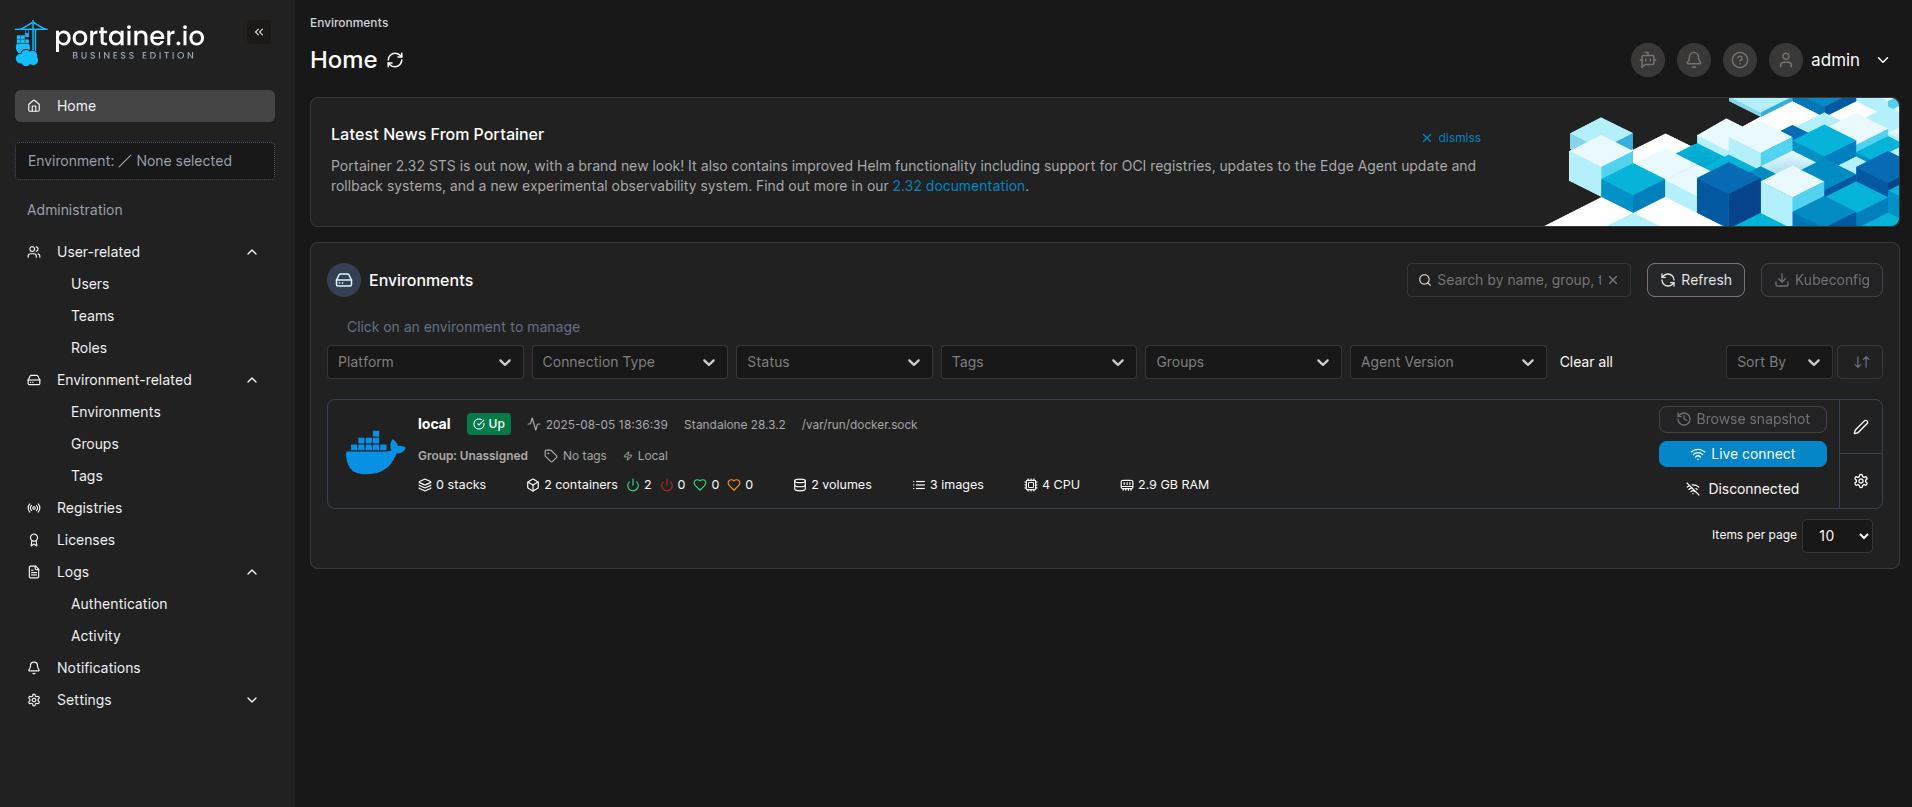 portainer.io
BUSINESS EDITION
Home
Environment: None selected
Administration
User-related
Users
Teams
Roles
Environment-related
Environments
Groups
Tags
Registries
Licenses
Logs
Authentication
Activity
Notifications
Settings
Environments
Home
admin
Latest News From Portainer
dismiss
Portainer 2.32 STS is out now, with a brand new look! It also contains improved Helm functionality including support for OCI registries, updates to the Edge Agent update and
rollback systems, and a new experimental observability system. Find out more in our 2.32 documentation.
Environments
Search by name, group, t
Refresh
Kubeconfig
Click on an environment to manage
Platform
Connection Type
Status
Tags
Groups
Agent Version
Clear all
Sort By
local Up 2025-08-05 18:36:39 Standalone 28.3.2 /var/run/docker.sock
Group: Unassigned No tags Local
0 stacks 2 containers 2 0 0 0 2 volumes 3 images 4 CPU 2.9 GB RAM
Browse snapshot
Live connect
Disconnected
Items per page 10